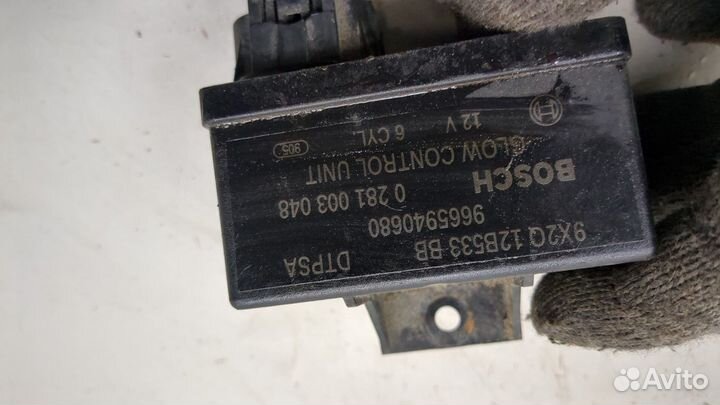 9X2Q 12B533 BB
9665940680 DTPSA
0 281 003 048
BOSCH
GLOW CONTROL UNIT
12 V 6 CYL
905
Avito